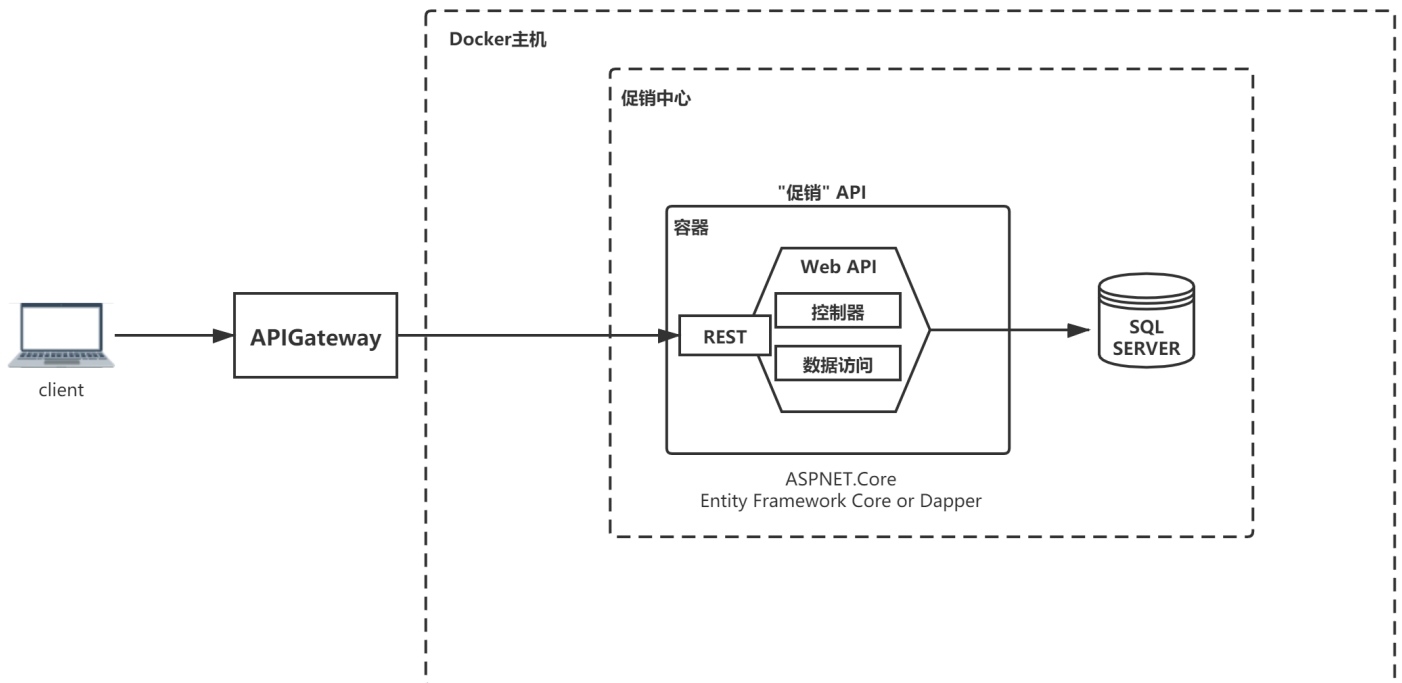 Docker主机
促销中心
"促销" API
容器
Web API
控制器
REST
数据访问
SQL
SERVER
APIGateway
client
ASPNET.Core
Entity Framework Core or Dapper